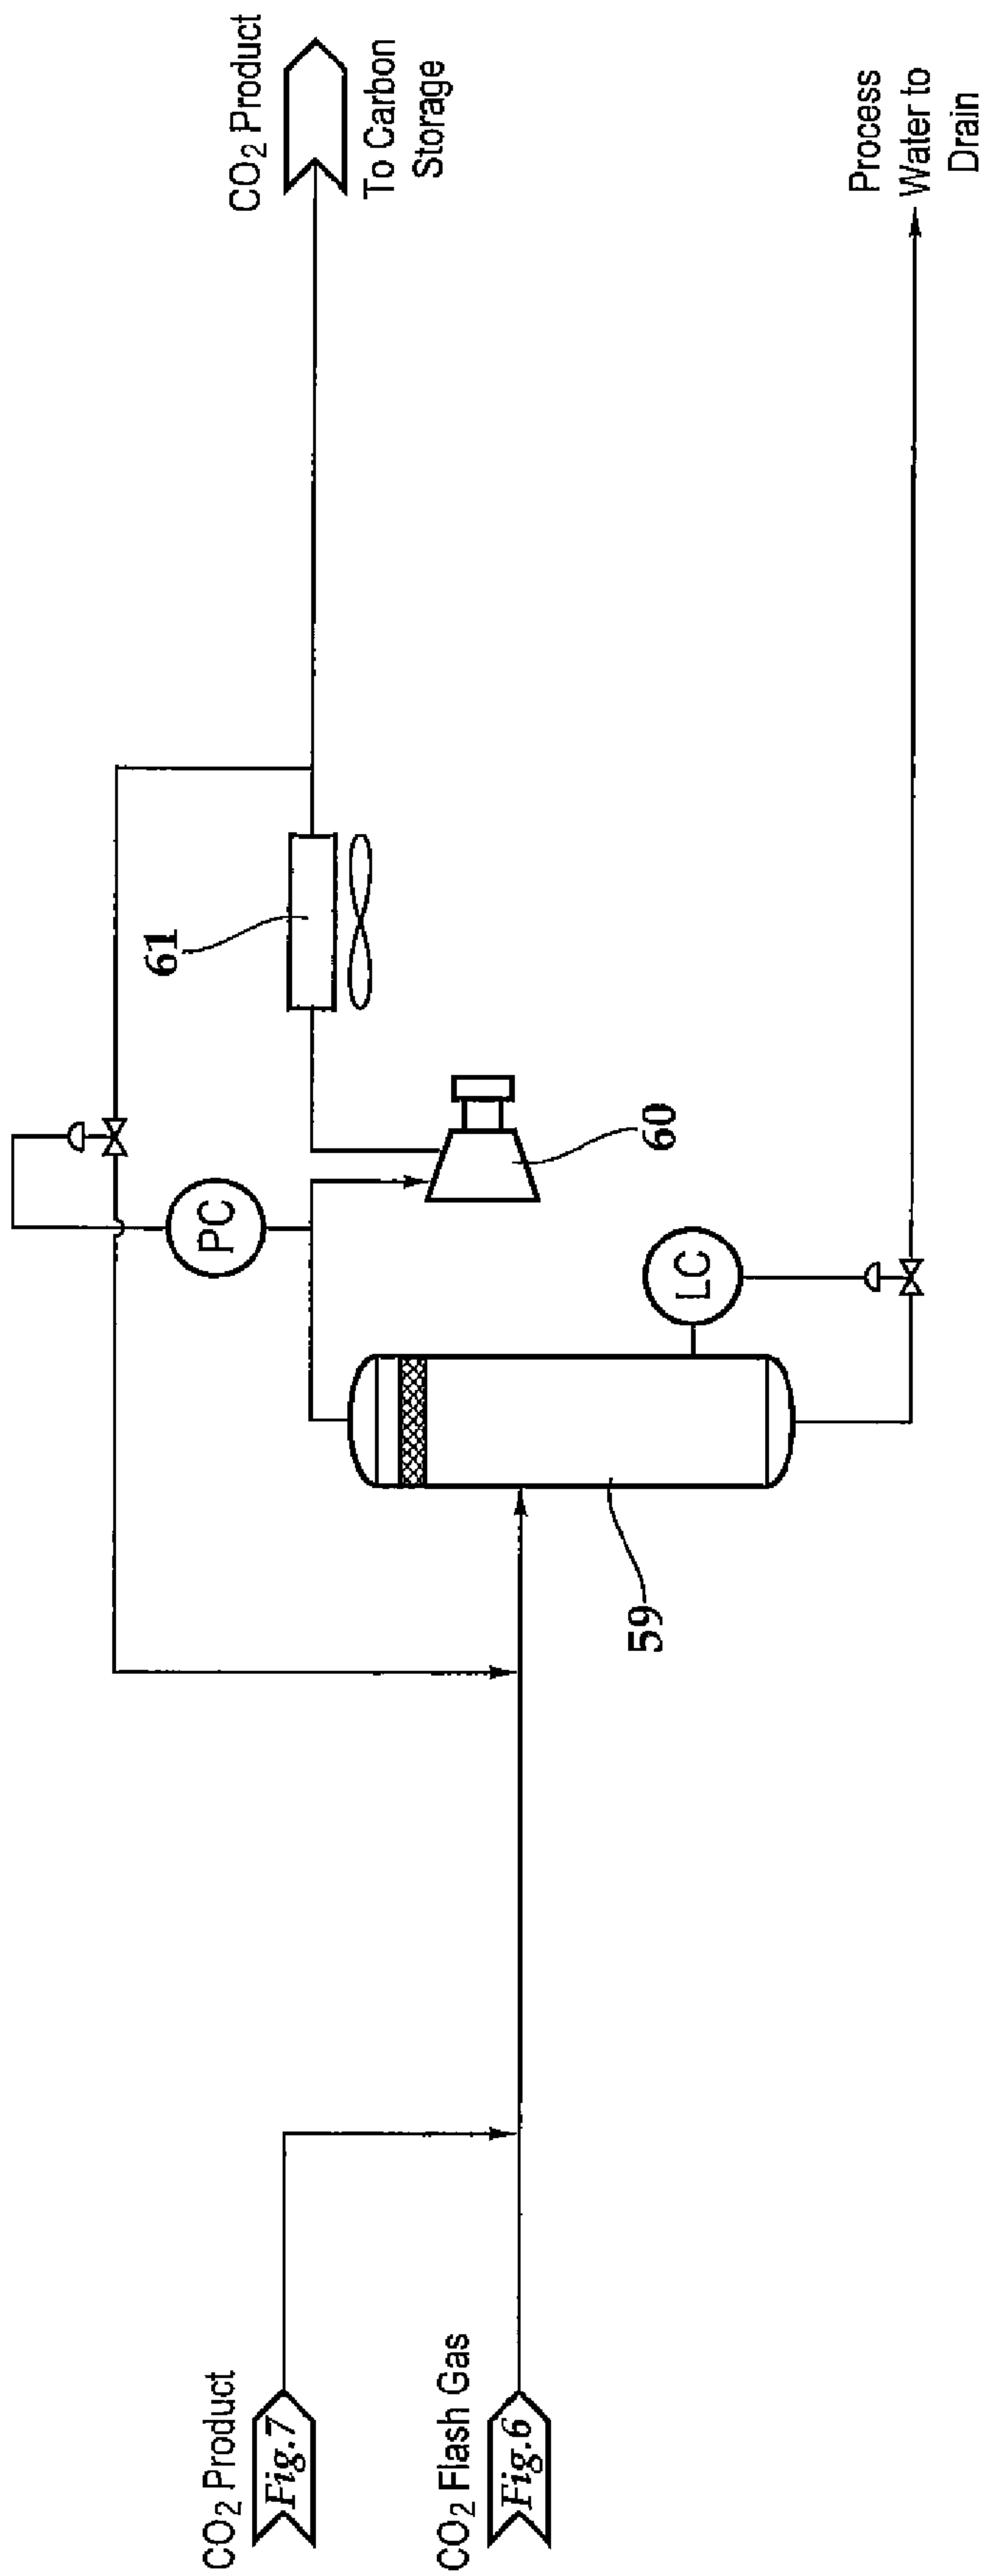 CO₂ Product
Fig.7
CO₂ Flash Gas
Fig.6
59
PC
LC
60
61
CO₂ Product
To Carbon
Storage
Process
Water to
Drain